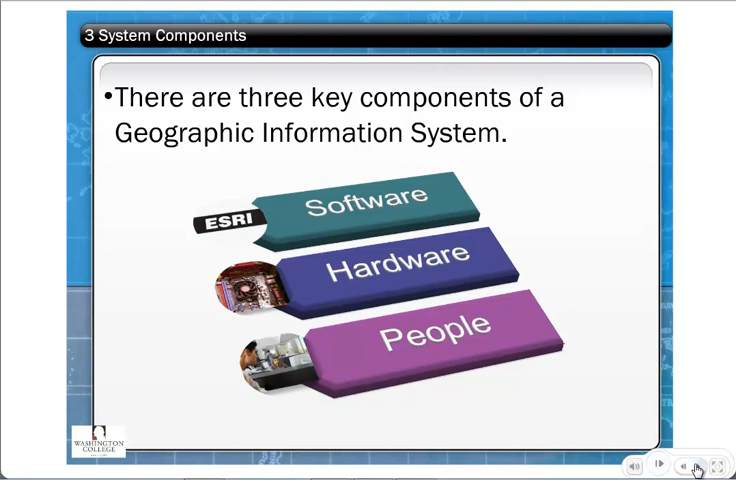 3 System Components
•There are three key components of a
Geographic Information System.
ESRI
Software
Hardware
People
WASHINGTON
COLLEGE